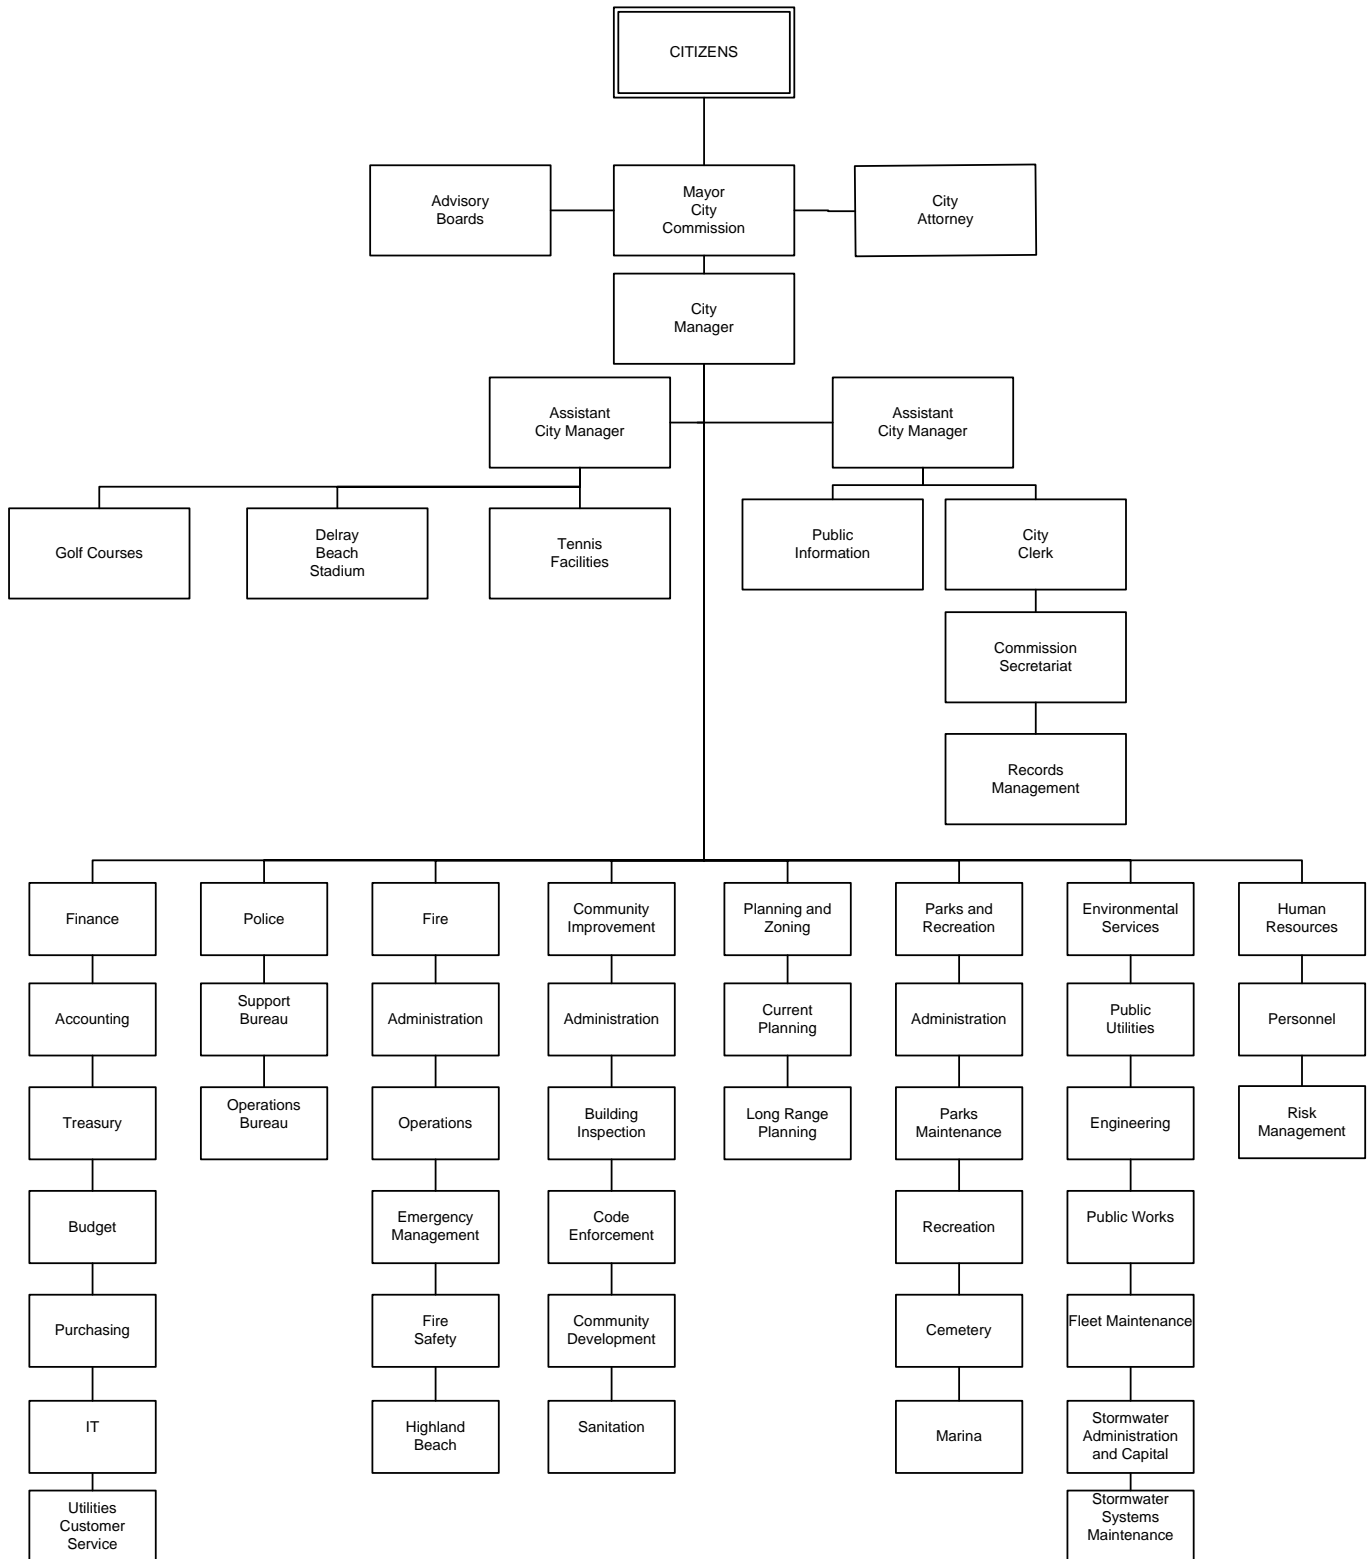 CITIZENS
Advisory
Boards
Mayor
City
Commission
City
Attorney
City
Manager
Assistant
City Manager
Assistant
City Manager
Golf Courses
Delray
Beach
Stadium
Tennis
Facilities
Public
Information
City
Clerk
Commission
Secretariat
Records
Management
Finance
Police
Fire
Community
Improvement
Planning and
Zoning
Parks and
Recreation
Environmental
Services
Human
Resources
Accounting
Support
Bureau
Administration
Administration
Current
Planning
Administration
Public
Utilities
Personnel
Treasury
Operations
Bureau
Operations
Building
Inspection
Long Range
Planning
Parks
Maintenance
Engineering
Risk
Management
Budget
Emergency
Management
Code
Enforcement
Recreation
Public Works
Purchasing
Fire
Safety
Community
Development
Cemetery
Fleet Maintenance
IT
Highland
Beach
Sanitation
Marina
Stormwater
Administration
and Capital
Utilities
Customer
Service
Stormwater
Systems
Maintenance